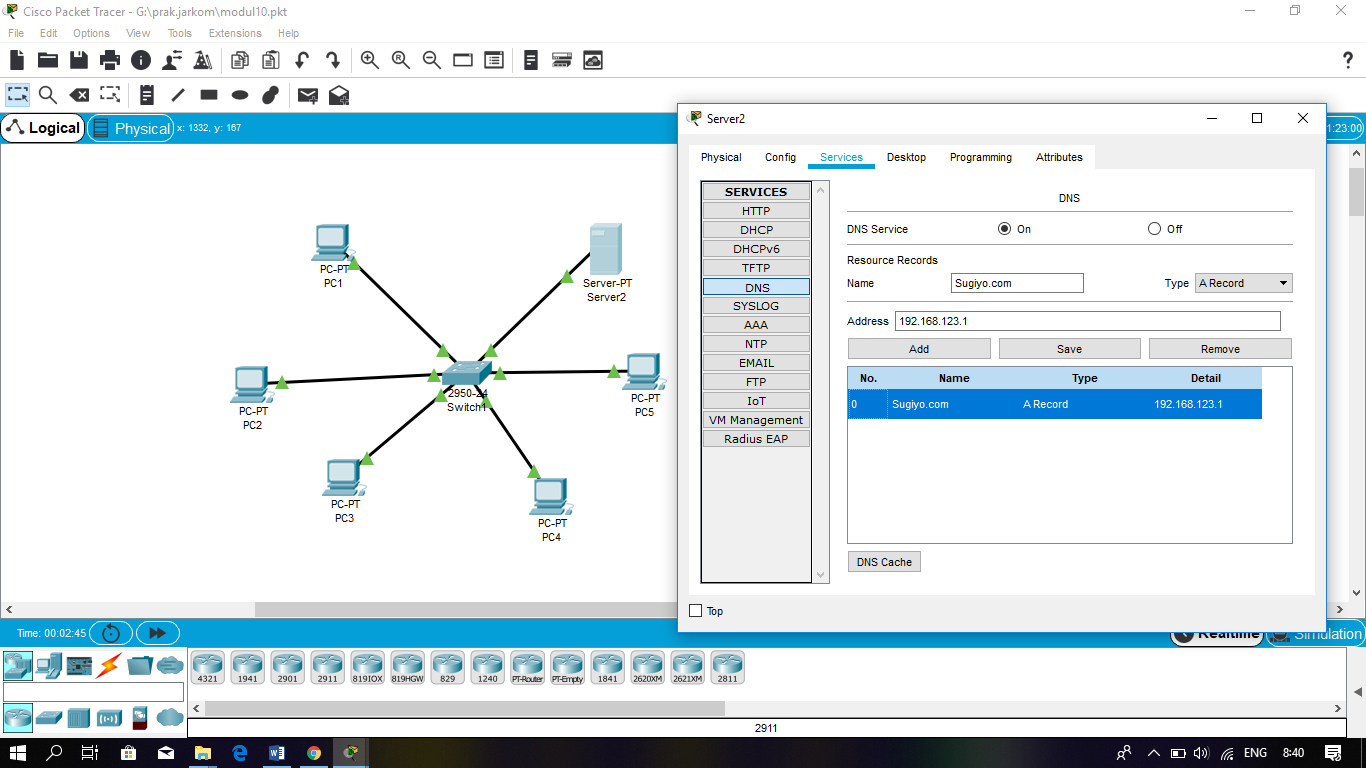 Cisco Packet Tracer - G:\prak.jarkom\modul10.pkt
File Edit Options View Tools Extensions Help
?
Logical
Physical
x: 1332, y: 167
1:23:00
PC-PT
PC1
Server-PT
Server2
PC-PT
PC2
2950-24
Switch1
PC-PT
PC5
PC-PT
PC3
PC-PT
PC4
Server2
Physical Config Services Desktop Programming Attributes
SERVICES
HTTP
DHCP
DHCPv6
TFTP
DNS
SYSLOG
AAA
NTP
EMAIL
FTP
IoT
VM Management
Radius EAP
DNS
DNS Service On Off
Resource Records
Name Sugiyo.com Type A Record
Address 192.168.123.1
Add Save Remove
No. Name Type Detail
0 Sugiyo.com A Record 192.168.123.1
DNS Cache
Top
Time: 00:02:45
Realtime
Simulation
4321 1941 2901 2911 819IOX 819HGW 829 1240 PT-Router PT-Empty 1841 2620XM 2621XM 2811
2911
ENG 8:40